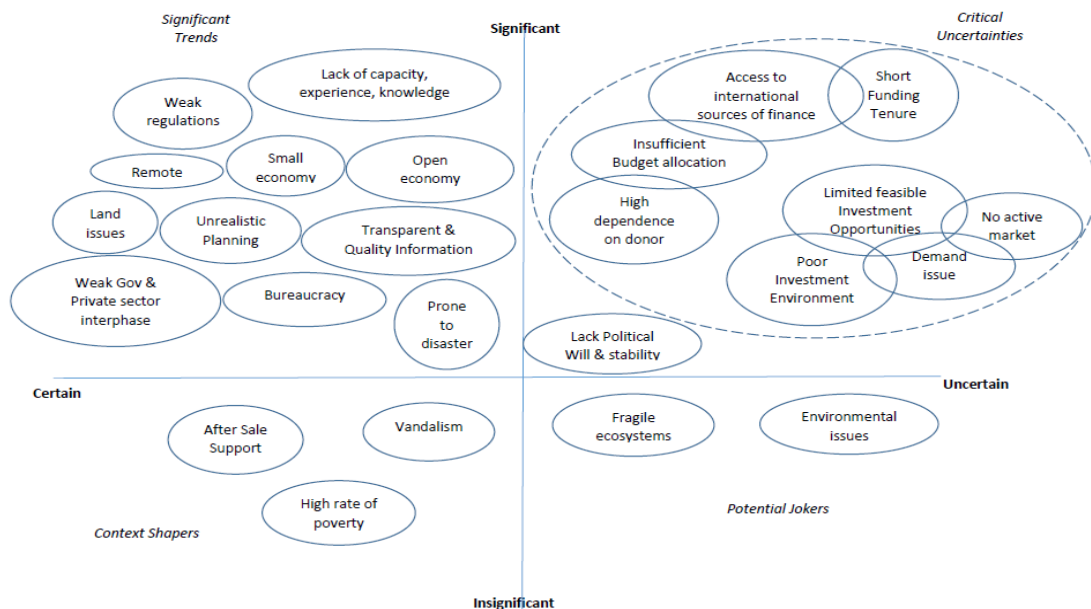 Significant
Trends
Significant
Critical
Uncertainties
Lack of capacity,
experience, knowledge
Weak
regulations
Remote
Small
economy
Open
economy
Land
issues
Unrealistic
Planning
Transparent &
Quality Information
Weak Gov &
Private sector
interphase
Bureaucracy
Prone
to
disaster
Access to
international
sources of finance
Short
Funding
Tenure
Insufficient
Budget allocation
High
dependence
on donor
Limited feasible
Investment
Opportunities
No active
market
Demand
issue
Poor
Investment
Environment
Lack Political
Will & stability
Certain
Uncertain
After Sale
Support
Vandalism
High rate of
poverty
Context Shapers
Fragile
ecosystems
Environmental
issues
Potential Jokers
Insignificant